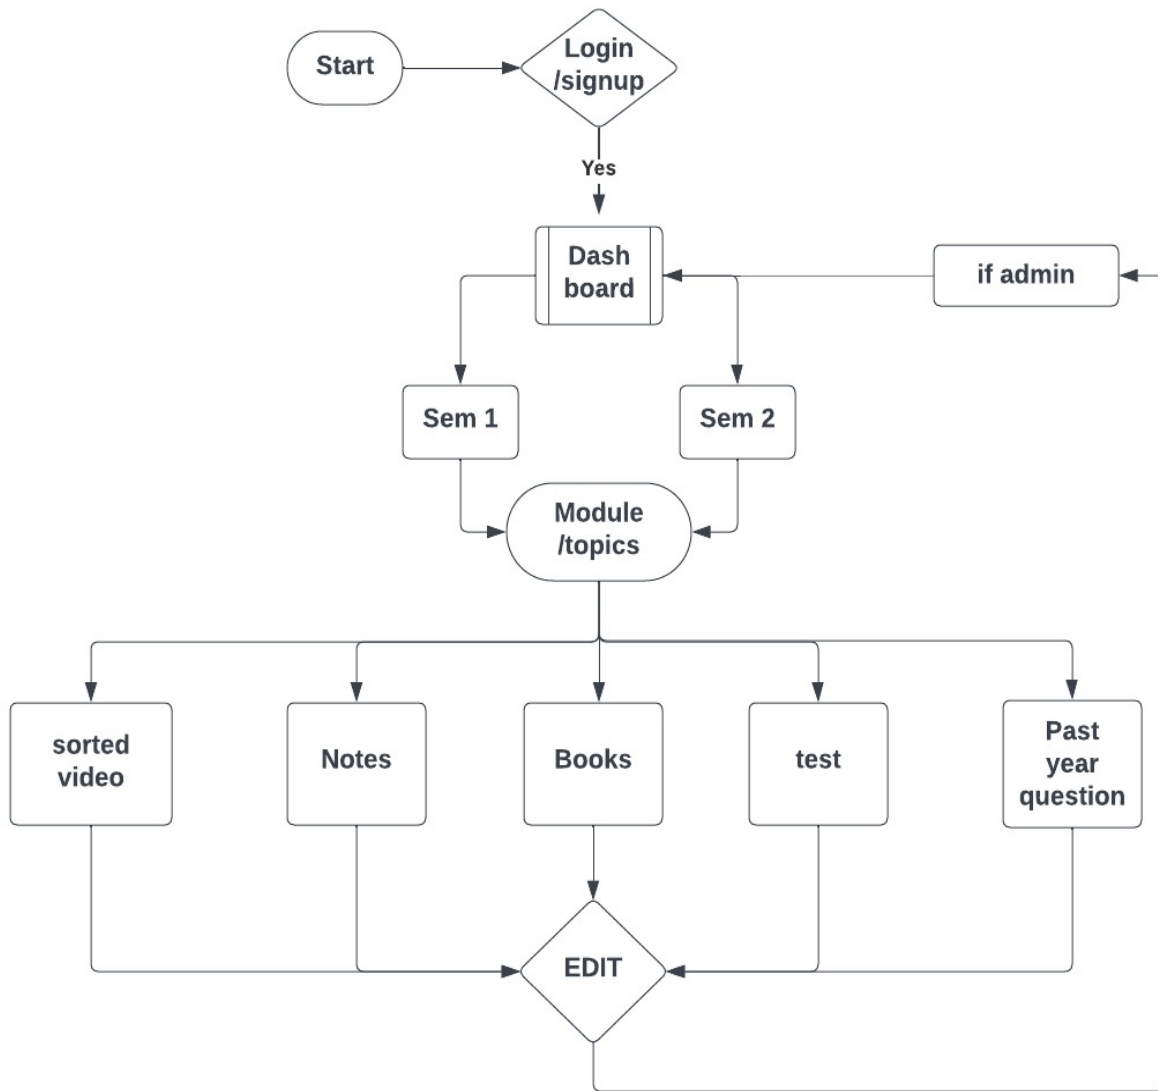 Start
Login
/signup
Yes
Dash
board
if admin
Sem 1
Sem 2
Module
/topics
sorted
video
Notes
Books
test
Past
year
question
EDIT